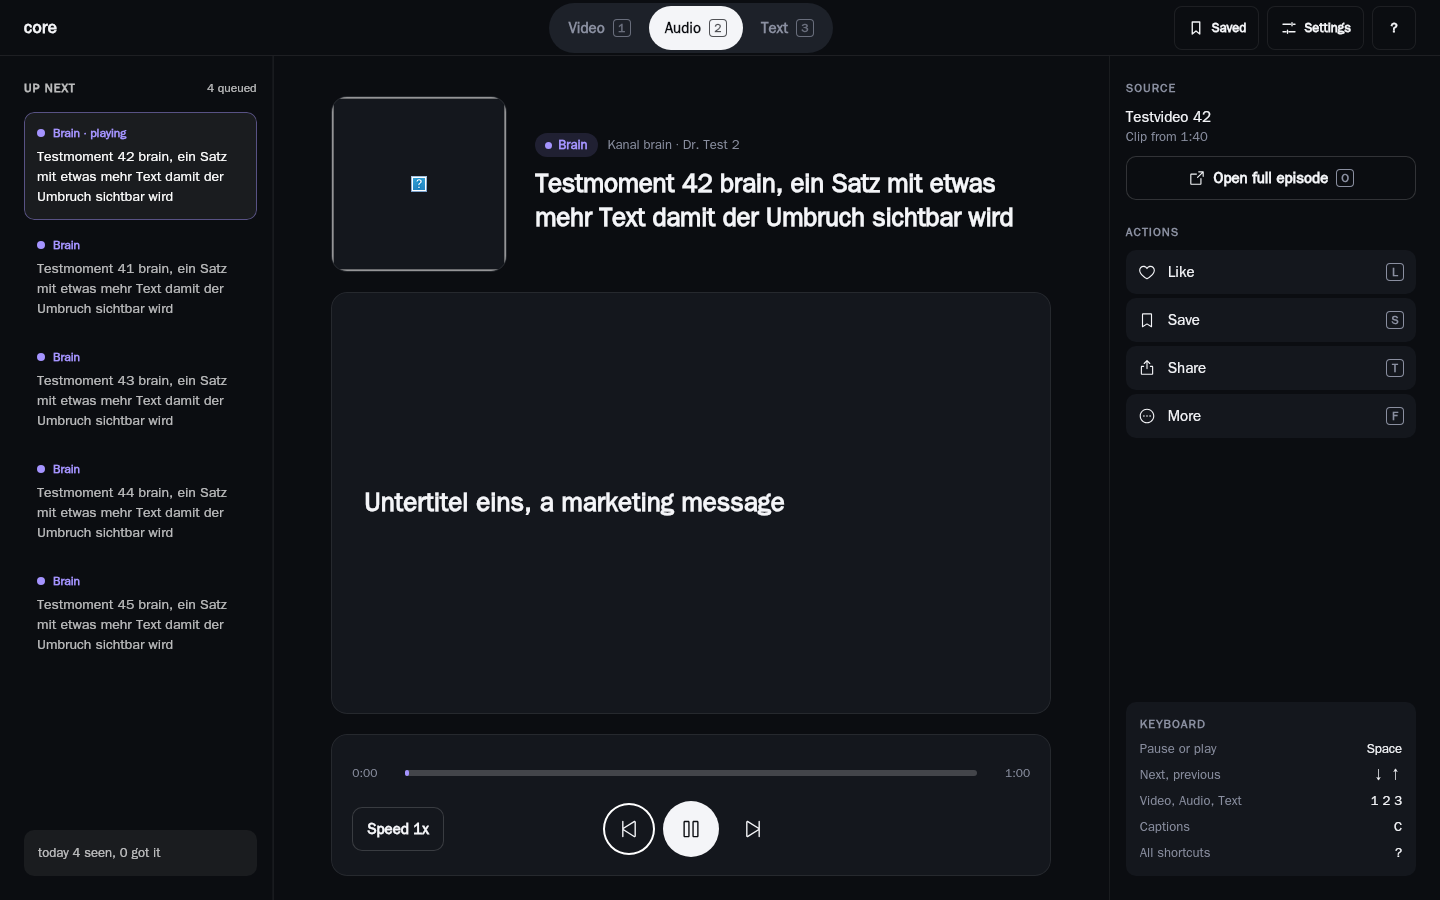 core
Video 1
Audio 2
Text 3
Saved
Settings
?
UP NEXT
4 queued
Brain · playing
Testmoment 42 brain, ein Satz
mit etwas mehr Text damit der
Umbruch sichtbar wird
Brain
Testmoment 41 brain, ein Satz
mit etwas mehr Text damit der
Umbruch sichtbar wird
Brain
Testmoment 43 brain, ein Satz
mit etwas mehr Text damit der
Umbruch sichtbar wird
Brain
Testmoment 44 brain, ein Satz
mit etwas mehr Text damit der
Umbruch sichtbar wird
Brain
Testmoment 45 brain, ein Satz
mit etwas mehr Text damit der
Umbruch sichtbar wird
today 4 seen, 0 got it
?
Brain
Kanal brain · Dr. Test 2
Testmoment 42 brain, ein Satz mit etwas
mehr Text damit der Umbruch sichtbar wird
Untertitel eins, a marketing message
0:00
1:00
Speed 1x
SOURCE
Testvideo 42
Clip from 1:40
Open full episode O
ACTIONS
Like L
Save S
Share T
More F
KEYBOARD
Pause or play Space
Next, previous ↓ ↑
Video, Audio, Text 1 2 3
Captions C
All shortcuts ?